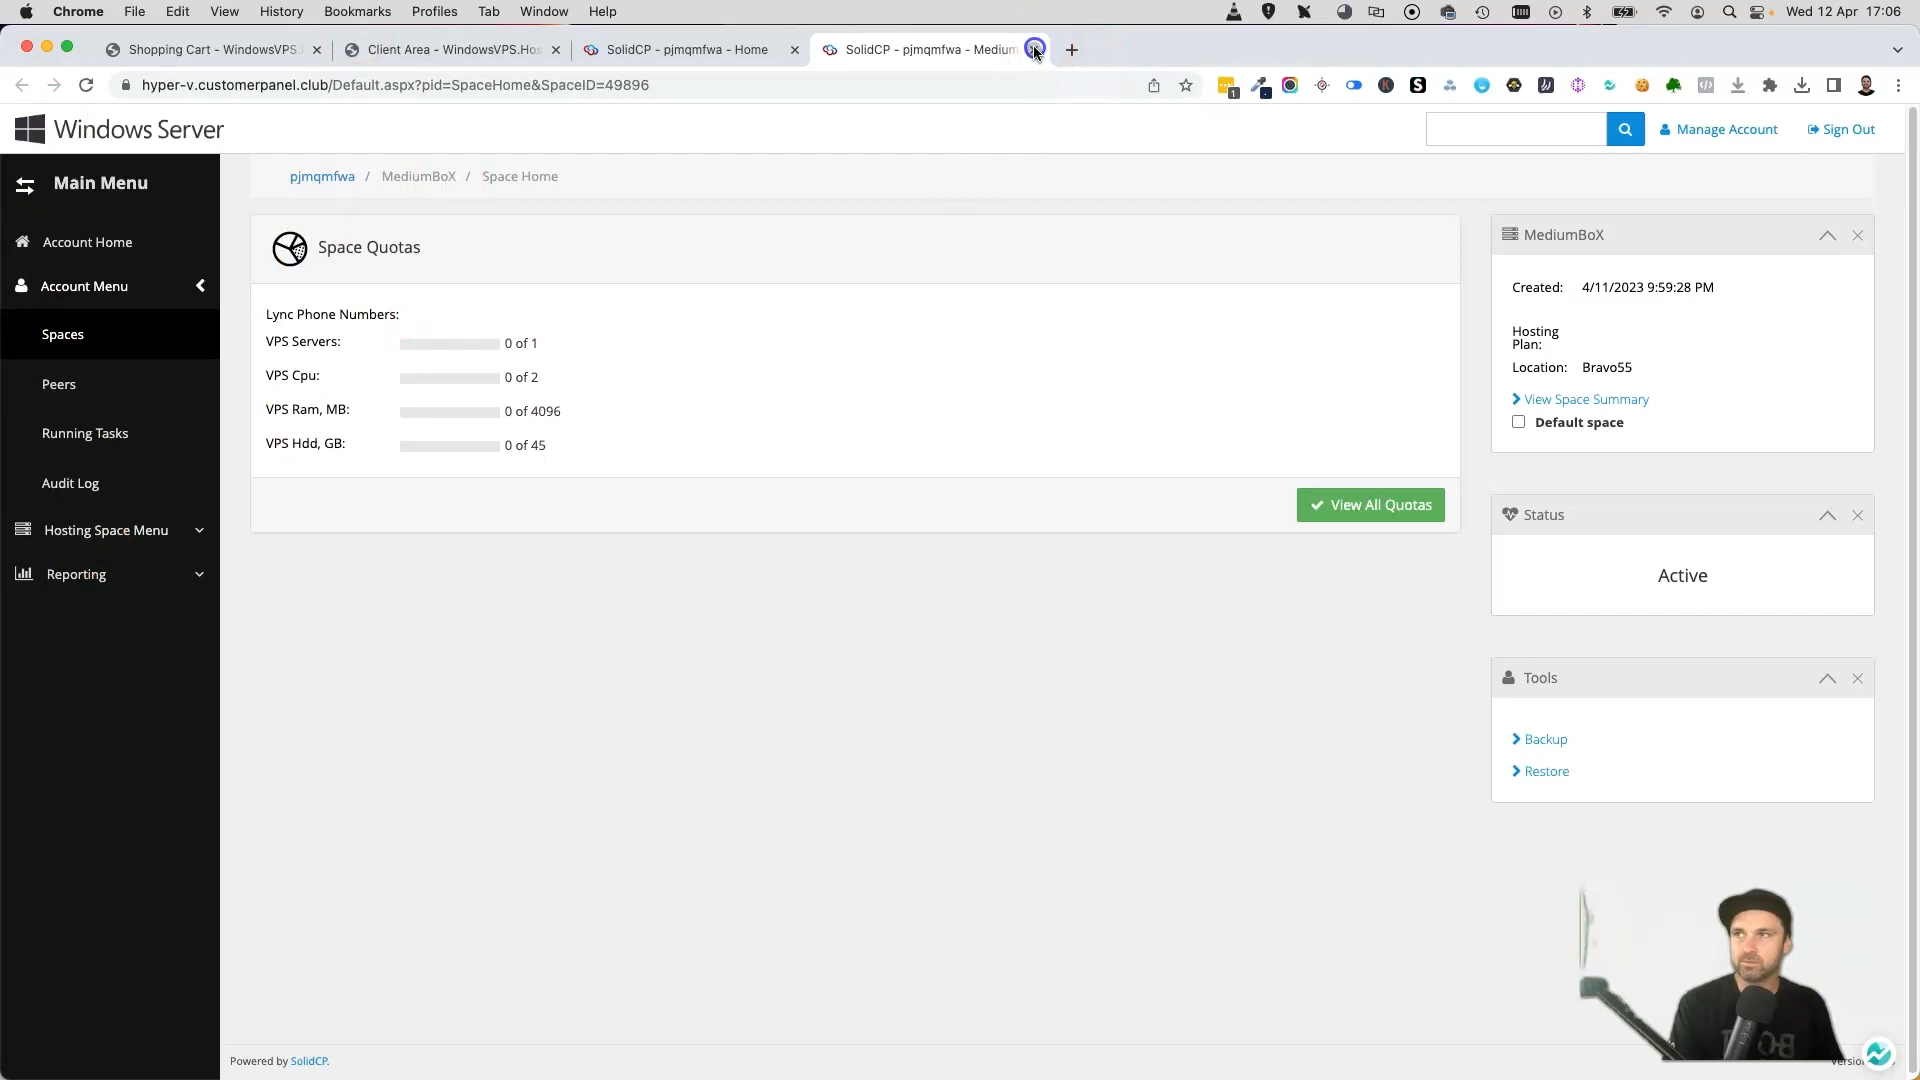 Chrome File Edit View History Bookmarks Profiles Tab Window Help Wed 12 Apr 17:06
Shopping Cart - WindowsVPS. Client Area - WindowsVPS.Hos SolidCP - pjmqmfwa - Home SolidCP - pjmqmfwa - Medium
hyper-v.customerpanel.club/Default.aspx?pid=SpaceHome&SpaceID=49896
Windows Server
Manage Account Sign Out
Main Menu
pjmqmfwa / MediumBoX / Space Home
Account Home
Account Menu
Spaces
Peers
Running Tasks
Audit Log
Hosting Space Menu
Reporting
Space Quotas
Lync Phone Numbers:
VPS Servers: 0 of 1
VPS Cpu: 0 of 2
VPS Ram, MB: 0 of 4096
VPS Hdd, GB: 0 of 45
View All Quotas
MediumBoX
Created: 4/11/2023 9:59:28 PM
Hosting
Plan:
Location: Bravo55
View Space Summary
Default space
Status
Active
Tools
Backup
Restore
Powered by SolidCP.